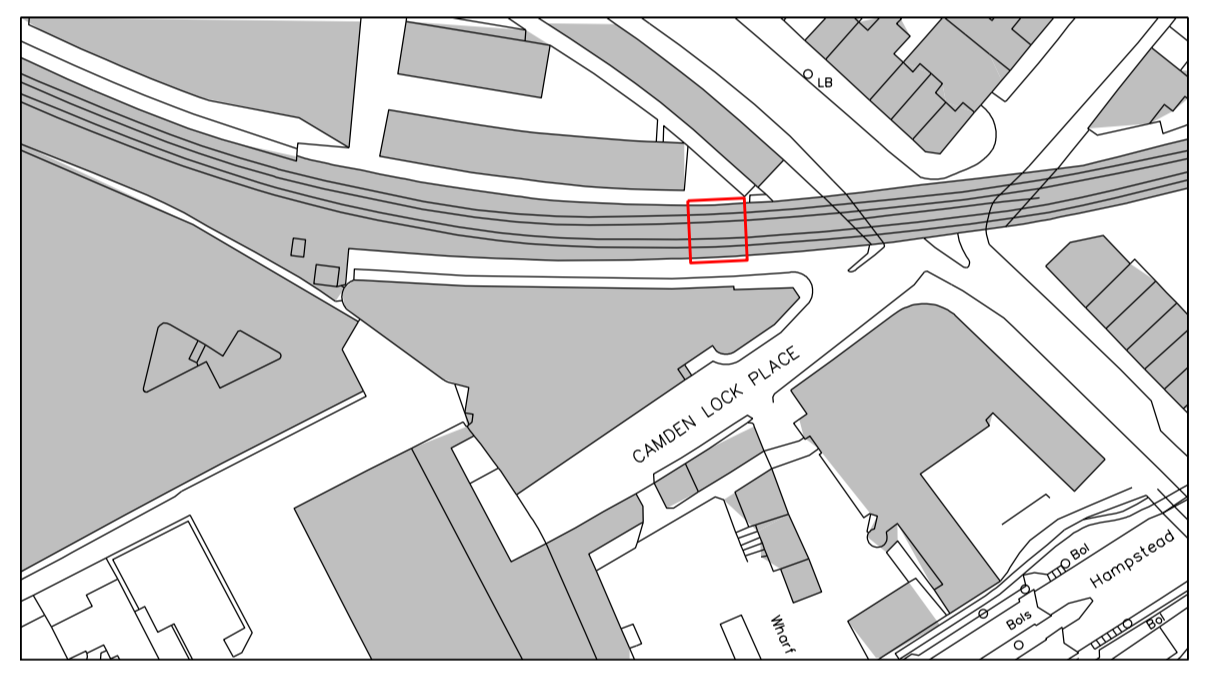 LB
CAMDEN LOCK PLACE
Hampstead
Bol
Bols
Bol
Wharf